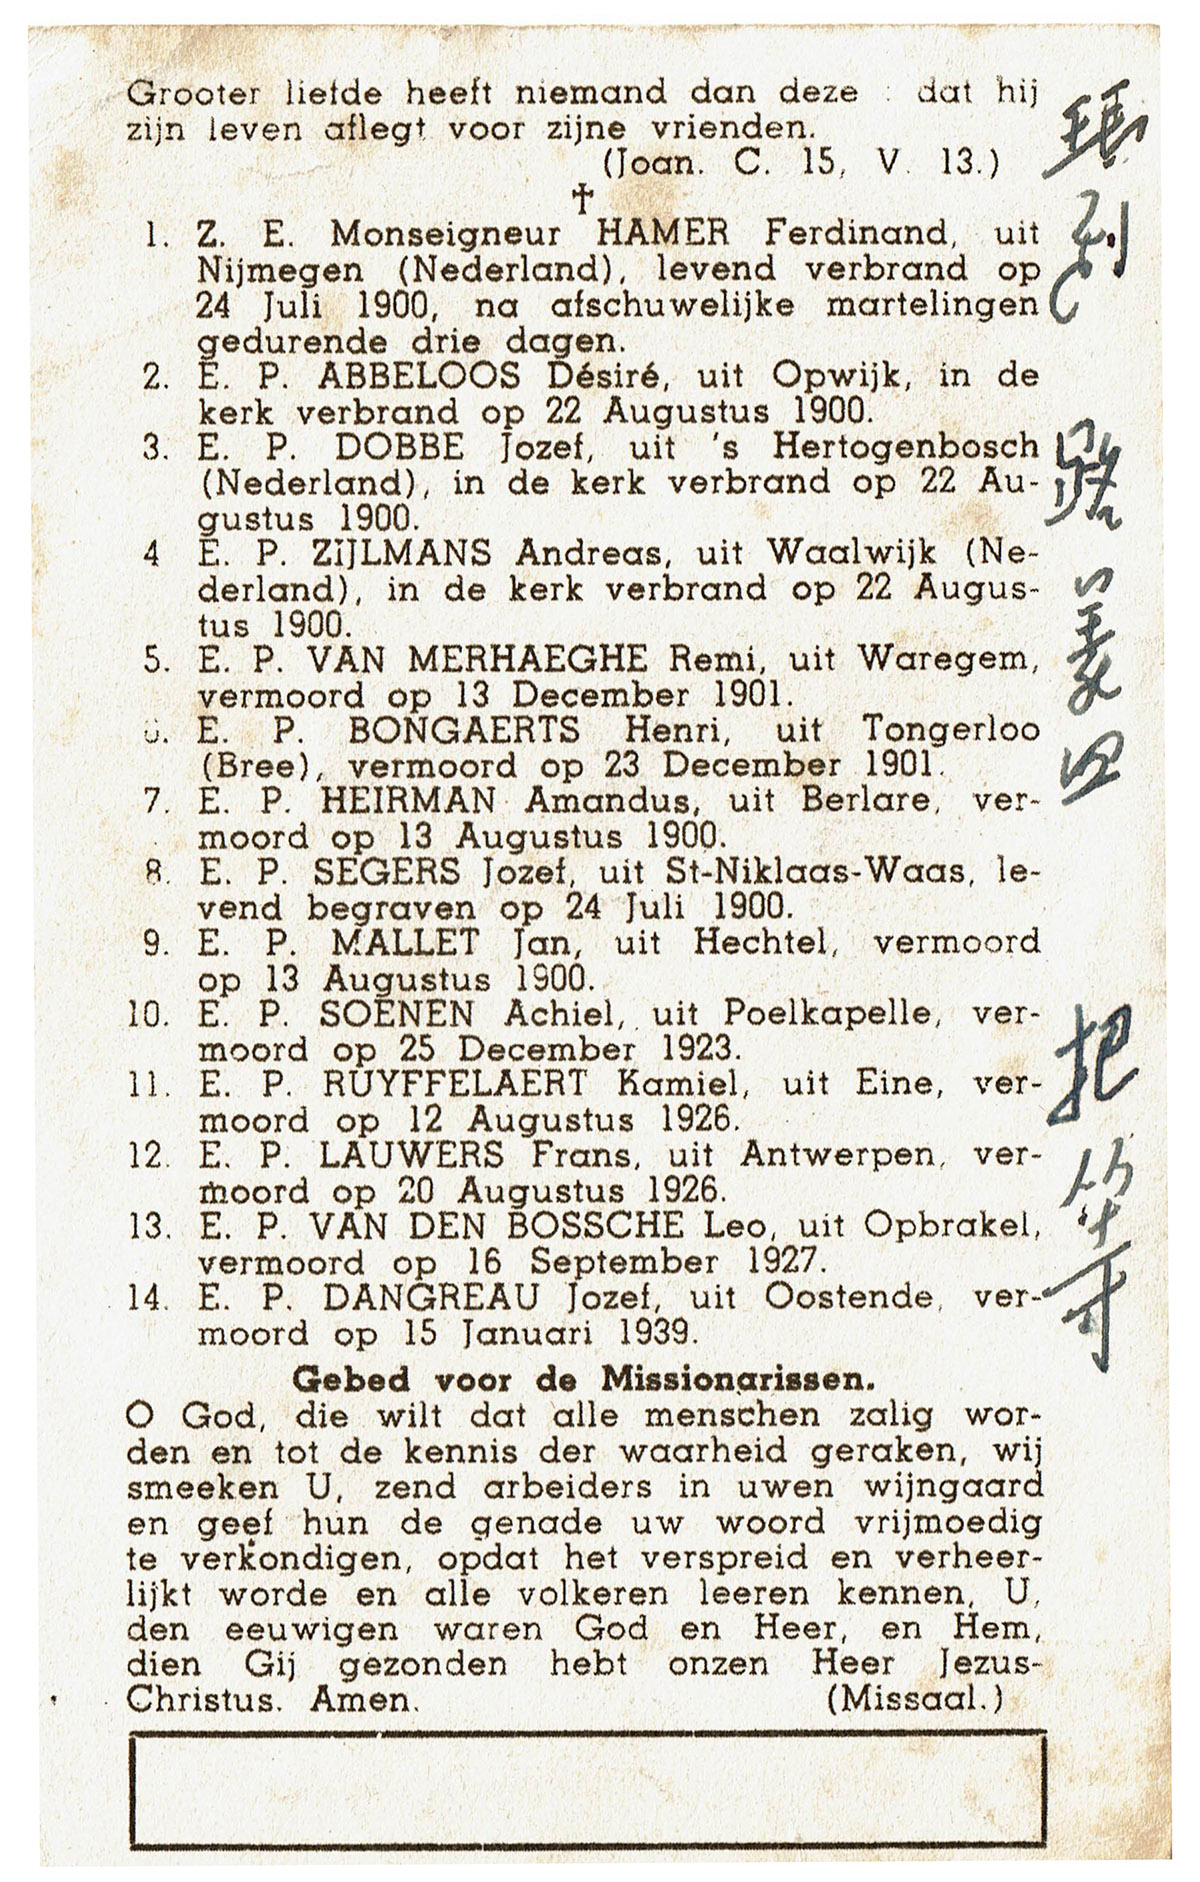 Grooter liefde heeft niemand dan deze : dat hij
zijn leven aflegt voor zijne vrienden.
(Joan. C. 15, V. 13.)
✝
1. Z. E. Monseigneur HAMER Ferdinand, uit
Nijmegen (Nederland), levend verbrand op
24 Juli 1900, na afschuwelijke martelingen
gedurende drie dagen.
2. E. P. ABBELOOS Désiré, uit Opwijk, in de
kerk verbrand op 22 Augustus 1900.
3. E. P. DOBBE Jozef, uit 's Hertogenbosch
(Nederland), in de kerk verbrand op 22 Au-
gustus 1900.
4 E. P. ZIJLMANS Andreas, uit Waalwijk (Ne-
derland), in de kerk verbrand op 22 Augus-
tus 1900.
5. E. P. VAN MERHAEGHE Remi, uit Waregem,
vermoord op 13 December 1901.
6. E. P. BONGAERTS Henri, uit Tongerloo
(Bree), vermoord op 23 December 1901.
7. E. P. HEIRMAN Amandus, uit Berlare, ver-
moord op 13 Augustus 1900.
8. E. P. SEGERS Jozef, uit St-Niklaas-Waas, le-
vend begraven op 24 Juli 1900.
9. E. P. MALLET Jan, uit Hechtel, vermoord
op 13 Augustus 1900.
10. E. P. SOENEN Achiel, uit Poelkapelle, ver-
moord op 25 December 1923.
11. E. P. RUYFFELAERT Kamiel, uit Eine, ver-
moord op 12 Augustus 1926.
12. E. P. LAUWERS Frans, uit Antwerpen, ver-
moord op 20 Augustus 1926.
13. E. P. VAN DEN BOSSCHE Leo, uit Opbrakel,
vermoord op 16 September 1927.
14. E. P. DANGREAU Jozef, uit Oostende, ver-
moord op 15 Januari 1939.
Gebed voor de Missionarissen.
O God, die wilt dat alle menschen zalig wor-
den en tot de kennis der waarheid geraken, wij
smeeken U, zend arbeiders in uwen wijngaard
en geef hun de genade uw woord vrijmoedig
te verkondigen, opdat het verspreid en verheer-
lijkt worde en alle volkeren leeren kennen, U,
den eeuwigen waren God en Heer, en Hem,
dien Gij gezonden hebt onzen Heer Jezus-
Christus. Amen. (Missaal.)